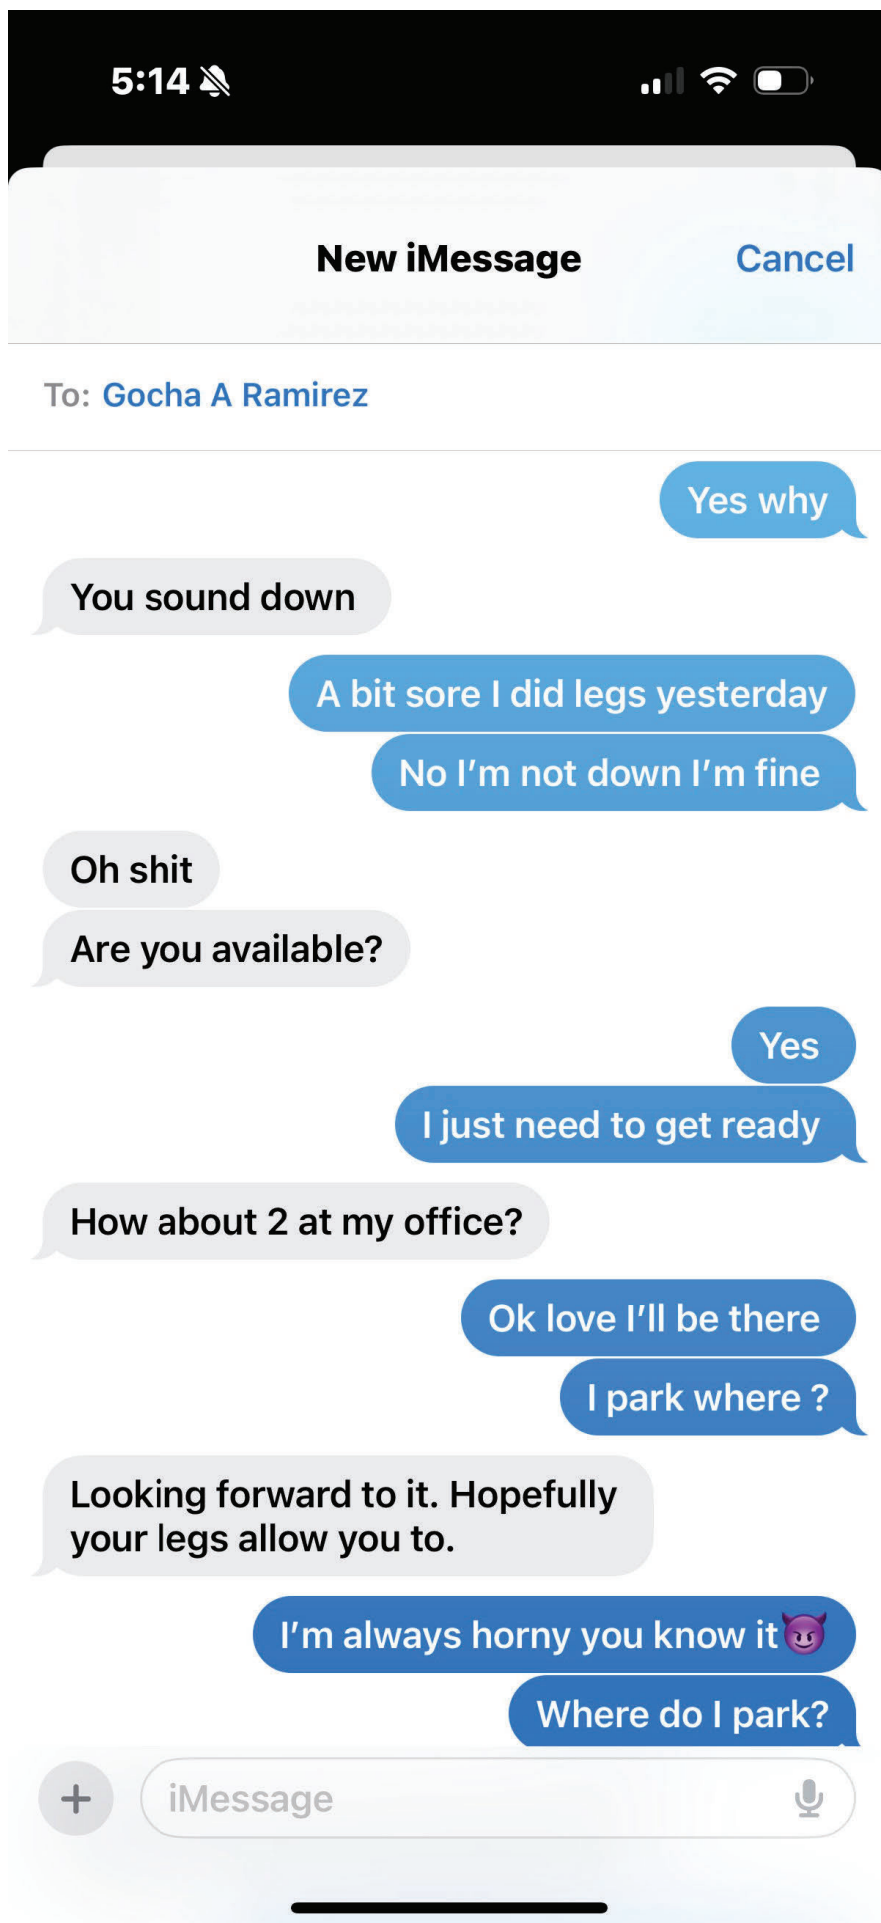 5:14
New iMessage
Cancel
To: Gocha A Ramirez
Yes why
You sound down
A bit sore I did legs yesterday
No I'm not down I'm fine
Oh shit
Are you available?
Yes
I just need to get ready
How about 2 at my office?
Ok love I'll be there
I park where ?
Looking forward to it. Hopefully
your legs allow you to.
I'm always horny you know it😈
Where do I park?
iMessage